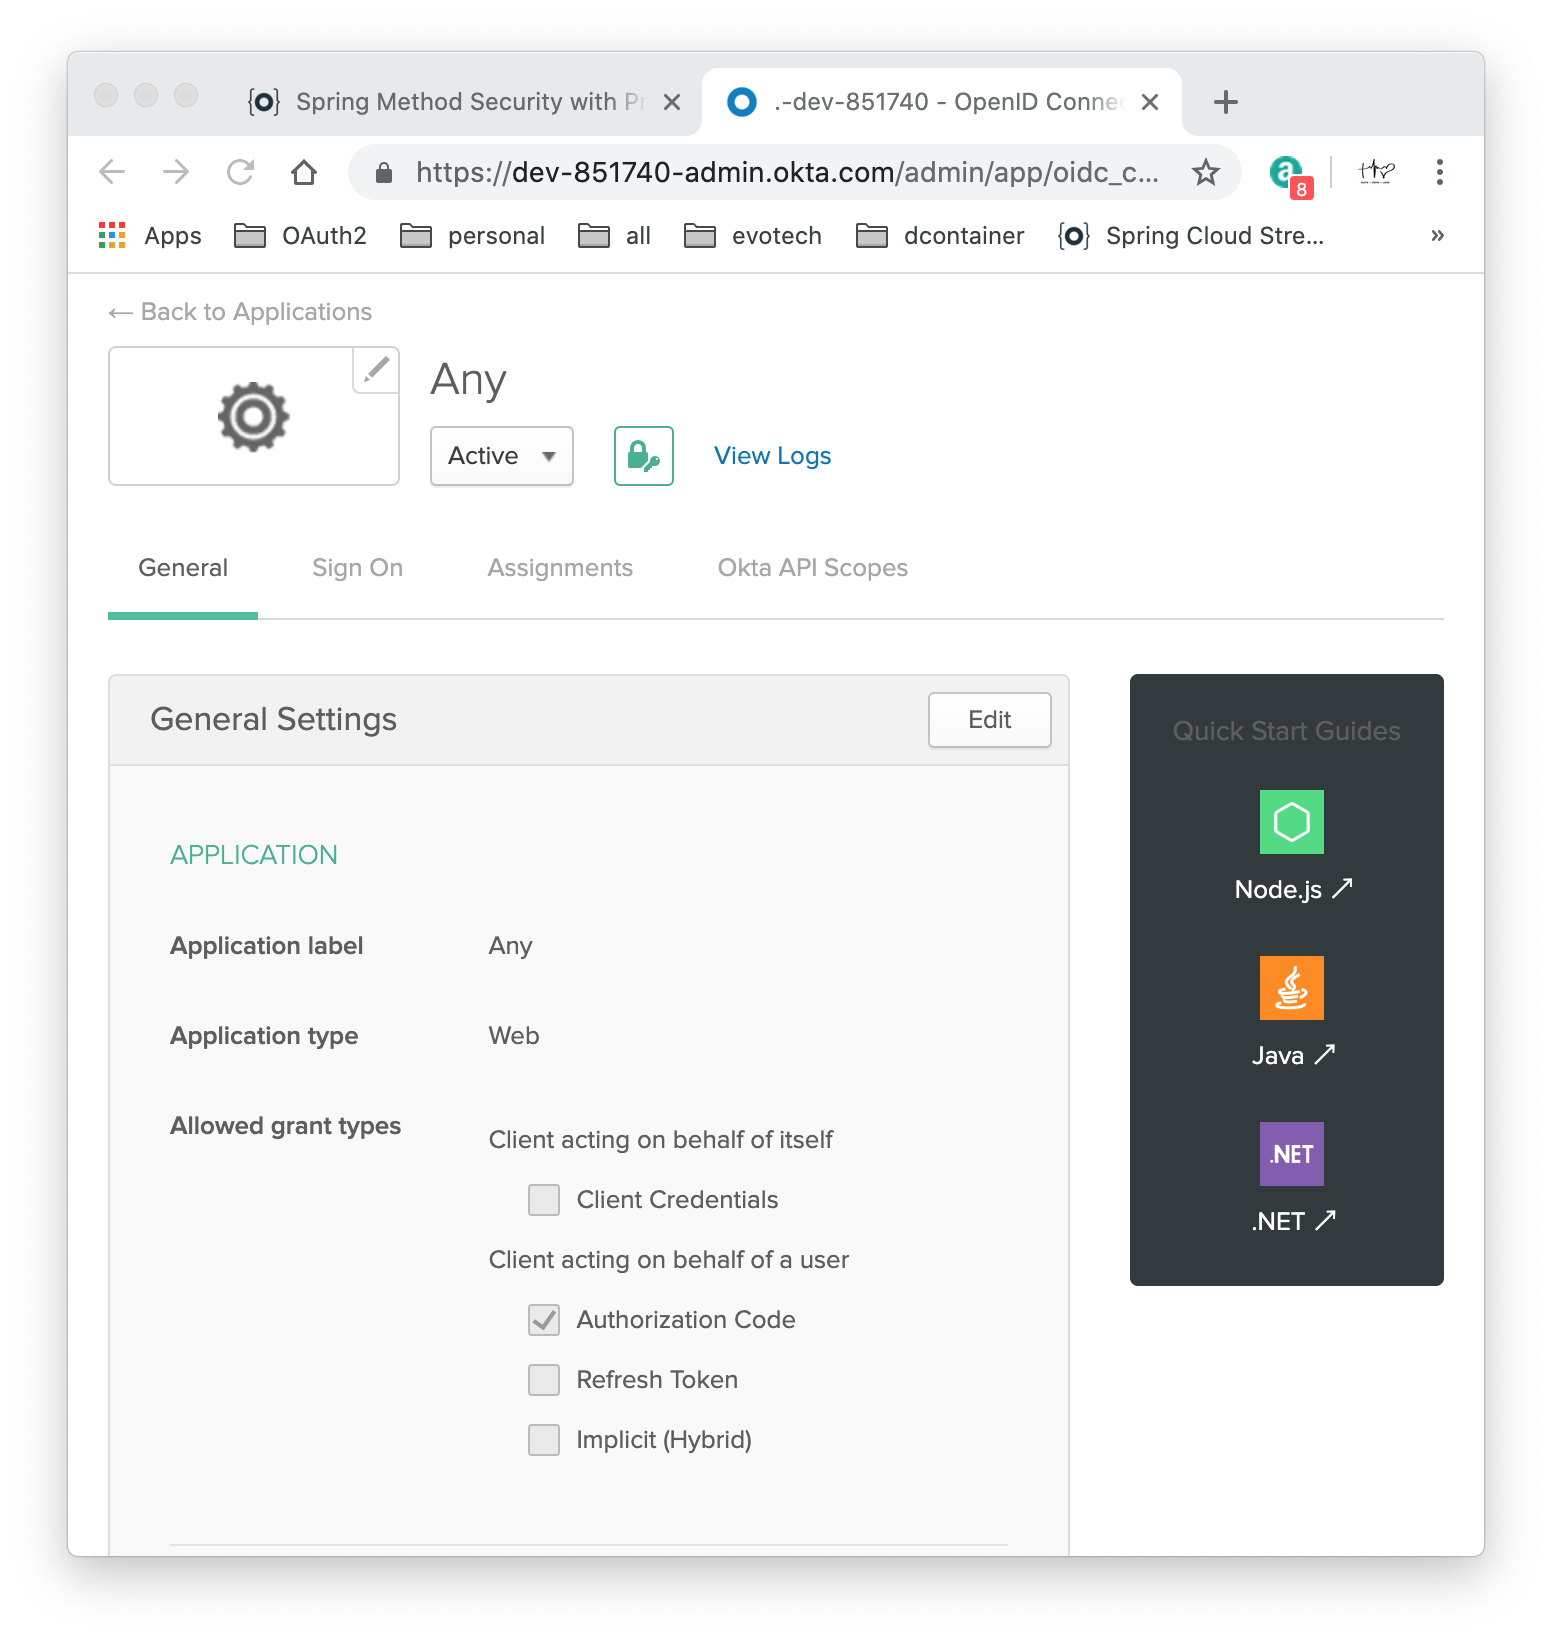 Spring Method Security with Pr
.-dev-851740 - OpenID Connec
https://dev-851740-admin.okta.com/admin/app/oidc_c...
a 8
Apps OAuth2 personal all evotech dcontainer Spring Cloud Stre... »
← Back to Applications
Any
Active View Logs
General Sign On Assignments Okta API Scopes
General Settings Edit
APPLICATION
Application label Any
Application type Web
Allowed grant types
Client acting on behalf of itself
Client Credentials
Client acting on behalf of a user
Authorization Code
Refresh Token
Implicit (Hybrid)
Quick Start Guides
Node.js ↗
Java ↗
.NET
.NET ↗